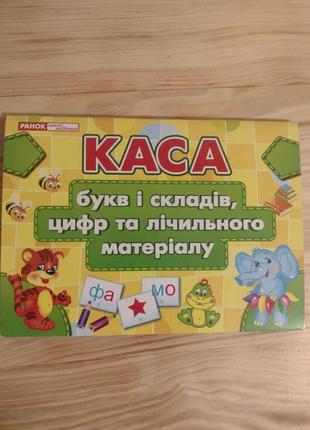 РАНОК
КАСА
букв і складів,
цифр та лічильного
матеріалу
фа
мо